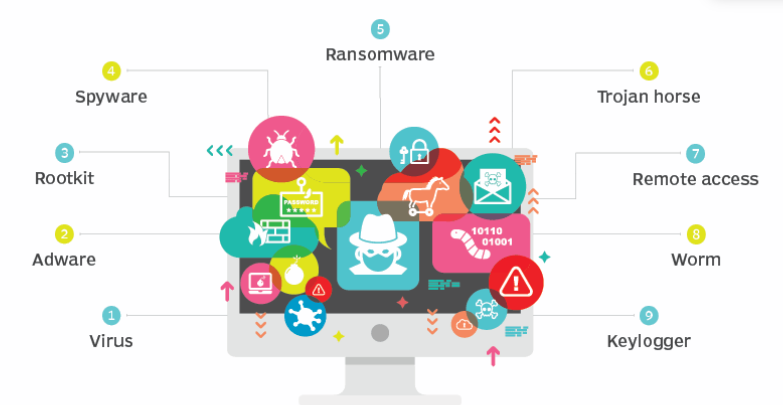 5
Ransomware
4
Spyware
6
Trojan horse
3
Rootkit
7
Remote access
PASSWORD
*****
10110
01001
2
Adware
8
Worm
1
Virus
9
Keylogger